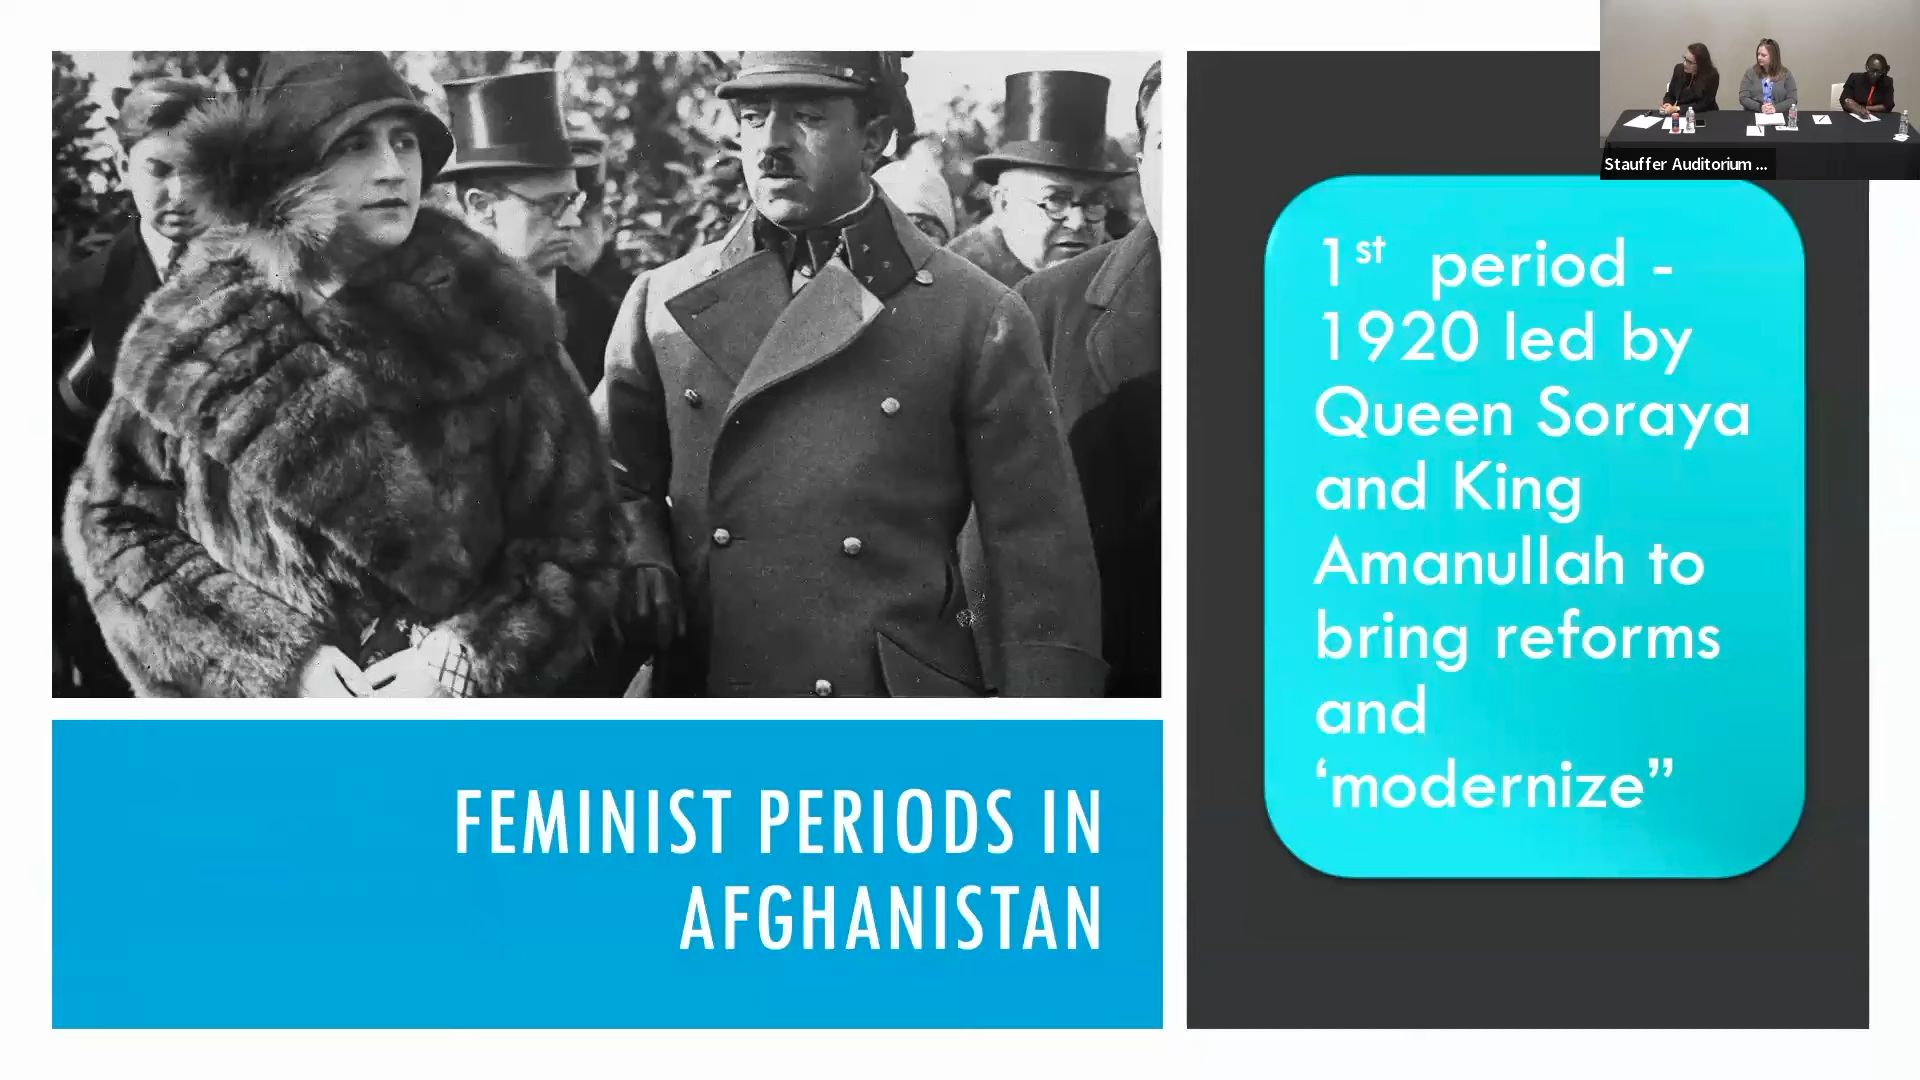 Stauffer Auditorium ...
1st period -
1920 led by
Queen Soraya
and King
Amanullah to
bring reforms
and
‘modernize”
FEMINIST PERIODS IN
AFGHANISTAN